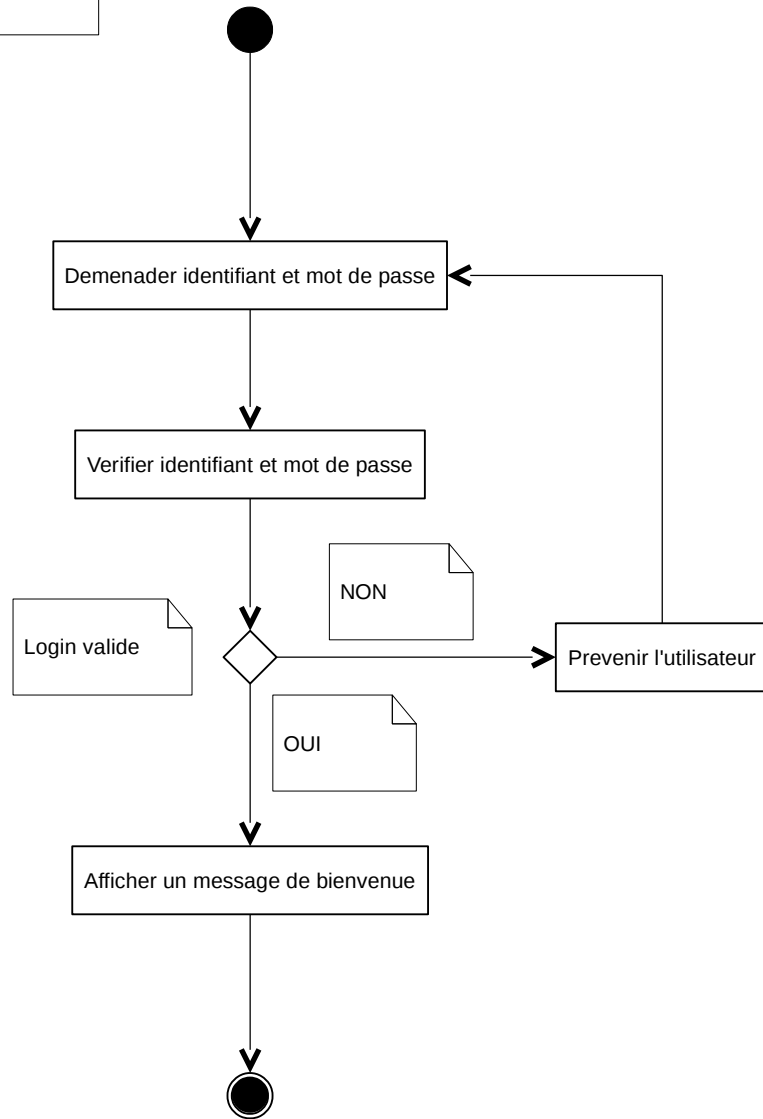 Demenader identifiant et mot de passe
Verifier identifiant et mot de passe
NON
Login valide
Prevenir l'utilisateur
OUI
Afficher un message de bienvenue